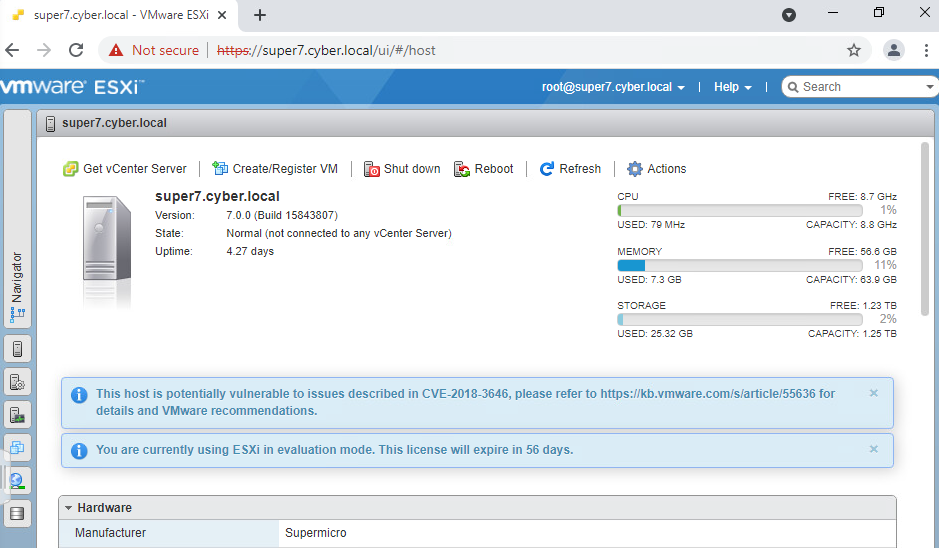 super7.cyber.local - VMware ESXi
Not secure https://super7.cyber.local/ui/#/host
vmware ESXi™
root@super7.cyber.local Help Search
super7.cyber.local
Get vCenter Server Create/Register VM Shut down Reboot Refresh Actions
Navigator
super7.cyber.local
Version: 7.0.0 (Build 15843807)
State: Normal (not connected to any vCenter Server)
Uptime: 4.27 days
CPU FREE: 8.7 GHz
1%
USED: 79 MHz CAPACITY: 8.8 GHz
MEMORY FREE: 56.6 GB
11%
USED: 7.3 GB CAPACITY: 63.9 GB
STORAGE FREE: 1.23 TB
2%
USED: 25.32 GB CAPACITY: 1.25 TB
This host is potentially vulnerable to issues described in CVE-2018-3646, please refer to https://kb.vmware.com/s/article/55636 for
details and VMware recommendations.
You are currently using ESXi in evaluation mode. This license will expire in 56 days.
Hardware
Manufacturer Supermicro